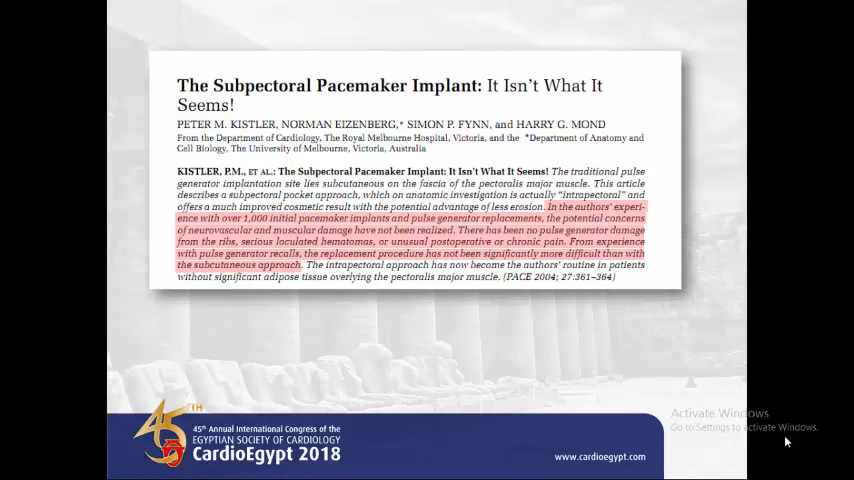 The Subpectoral Pacemaker Implant: It Isn't What It
Seems!
PETER M. KISTLER, NORMAN EIZENBERG,* SIMON P. FYNN, and HARRY G. MOND
From the Department of Cardiology, The Royal Melbourne Hospital, Victoria, and the *Department of Anatomy and
Cell Biology, The University of Melbourne, Victoria, Australia
KISTLER, P.M., ET AL.: The Subpectoral Pacemaker Implant: It Isn't What It Seems! The traditional pulse
generator implantation site lies subcutaneous on the fascia of the pectoralis major muscle. This article
describes a subpectoral pocket approach, which on anatomic investigation is actually "intrapectoral" and
offers a much improved cosmetic result with the potential advantage of less erosion. In the authors' experi-
ence with over 1,000 initial pacemaker implants and pulse generator replacements, the potential concerns
of neurovascular and muscular damage have not been realized. There has been no pulse generator damage
from the ribs, serious loculated hematomas, or unusual postoperative or chronic pain. From experience
with pulse generator recalls, the replacement procedure has not been significantly more difficult than with
the subcutaneous approach. The intrapectoral approach has now become the authors' routine in patients
without significant adipose tissue overlying the pectoralis major muscle. (PACE 2004; 27:361–364)
45TH
45th Annual International Congress of the
EGYPTIAN SOCIETY OF CARDIOLOGY
CardioEgypt 2018
www.cardioegypt.com
Activate Windows
Go to Settings to activate Windows.